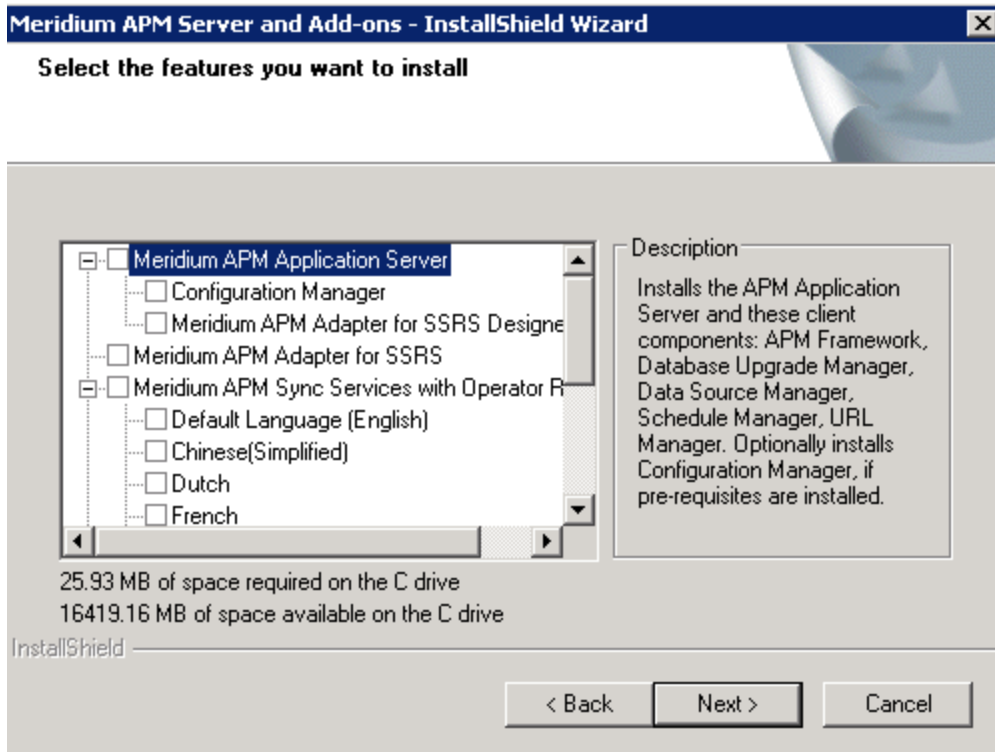 Meridium APM Server and Add-ons - InstallShield Wizard
Select the features you want to install
Meridium APM Application Server
Configuration Manager
Meridium APM Adapter for SSRS Designe
Meridium APM Adapter for SSRS
Meridium APM Sync Services with Operator R
Default Language (English)
Chinese(Simplified)
Dutch
French
Description
Installs the APM Application
Server and these client
components: APM Framework,
Database Upgrade Manager,
Data Source Manager,
Schedule Manager, URL
Manager. Optionally installs
Configuration Manager, if
pre-requisites are installed.
25.93 MB of space required on the C drive
16419.16 MB of space available on the C drive
InstallShield
< Back
Next >
Cancel